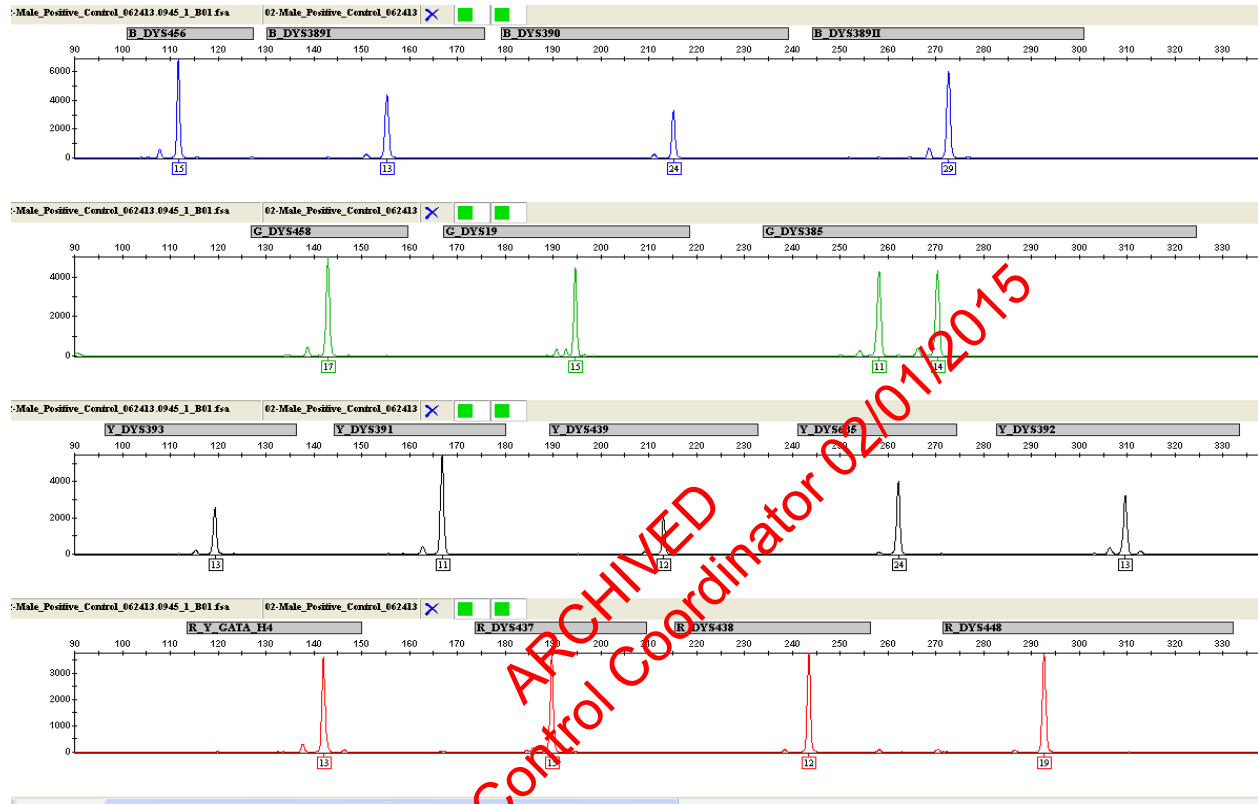 :-Male_Positive_Control_062413.0945_1_B01.fsa 02-Male_Positive_Control_062413
B_DYS456 B_DYS389I B_DYS390 B_DYS389II
90 100 110 120 130 140 150 160 170 180 190 200 210 220 230 240 250 260 270 280 290 300 310 320 330
6000
4000
2000
0
15 13 24 29
:-Male_Positive_Control_062413.0945_1_B01.fsa 02-Male_Positive_Control_062413
G_DYS458 G_DYS19 G_DYS385
90 100 110 120 130 140 150 160 170 180 190 200 210 220 230 240 250 260 270 280 290 300 310 320 330
4000
2000
0
17 15 11 14
:-Male_Positive_Control_062413.0945_1_B01.fsa 02-Male_Positive_Control_062413
Y_DYS393 Y_DYS391 Y_DYS439 Y_DYS635 Y_DYS392
90 100 110 120 130 140 150 160 170 180 190 200 210 220 230 240 250 260 270 280 290 300 310 320 330
4000
2000
0
13 11 12 24 13
:-Male_Positive_Control_062413.0945_1_B01.fsa 02-Male_Positive_Control_062413
R_Y_GATA_H4 R_DYS437 R_DYS438 R_DYS448
90 100 110 120 130 140 150 160 170 180 190 200 210 220 230 240 250 260 270 280 290 300 310 320 330
3000
2000
1000
0
13 15 12 19
ARCHIVED
Control Coordinator 02/01/2015